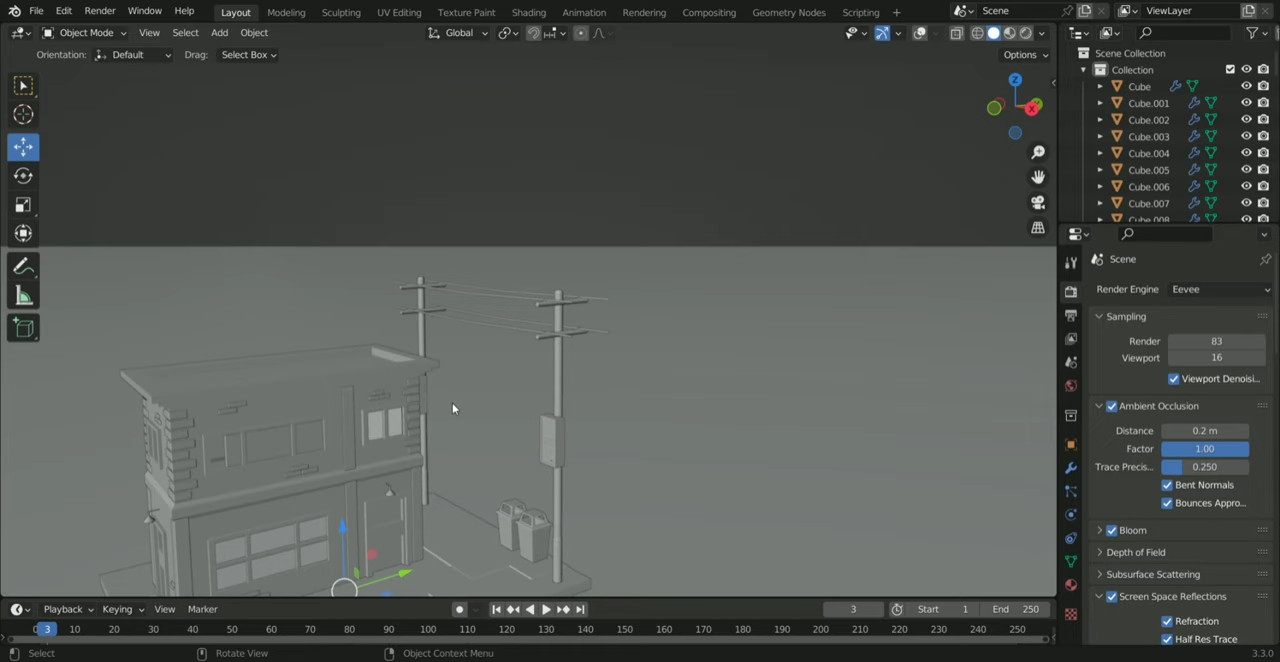 File Edit Render Window Help Layout Modeling Sculpting UV Editing Texture Paint Shading Animation Rendering Compositing Geometry Nodes Scripting + Scene ViewLayer
Object Mode View Select Add Object Global
Orientation: Default Drag: Select Box Options
Scene Collection
Collection
Cube
Cube.001
Cube.002
Cube.003
Cube.004
Cube.005
Cube.006
Cube.007
Cube.008
Z
X
Scene
Render Engine Eevee
Sampling
Render 83
Viewport 16
Viewport Denoisi...
Ambient Occlusion
Distance 0.2 m
Factor 1.00
Trace Precis... 0.250
Bent Normals
Bounces Appro...
Bloom
Depth of Field
Subsurface Scattering
Screen Space Reflections
Refraction
Half Res Trace
Playback Keying View Marker 3 Start 1 End 250
0 3 10 20 30 40 50 60 70 80 90 100 110 120 130 140 150 160 170 180 190 200 210 220 230 240 250
Select Rotate View Object Context Menu 3.3.0